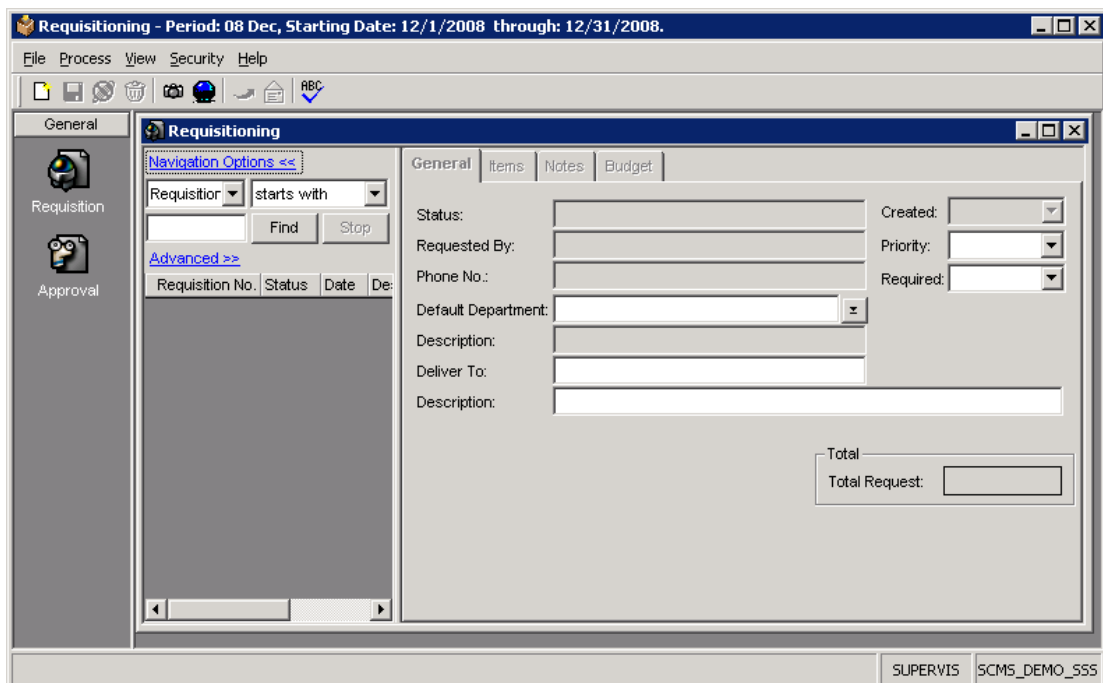 Requisitioning - Period: 08 Dec, Starting Date: 12/1/2008 through: 12/31/2008.
File Process View Security Help
ABC
General
Requisition
Approval
Requisitioning
Navigation Options <<
Requisition starts with
Find Stop
Advanced >>
Requisition No. Status Date De
General Items Notes Budget
Status:
Created:
Requested By:
Priority:
Phone No.:
Required:
Default Department:
Description:
Deliver To:
Description:
Total
Total Request:
SUPERVIS SCMS_DEMO_SSS